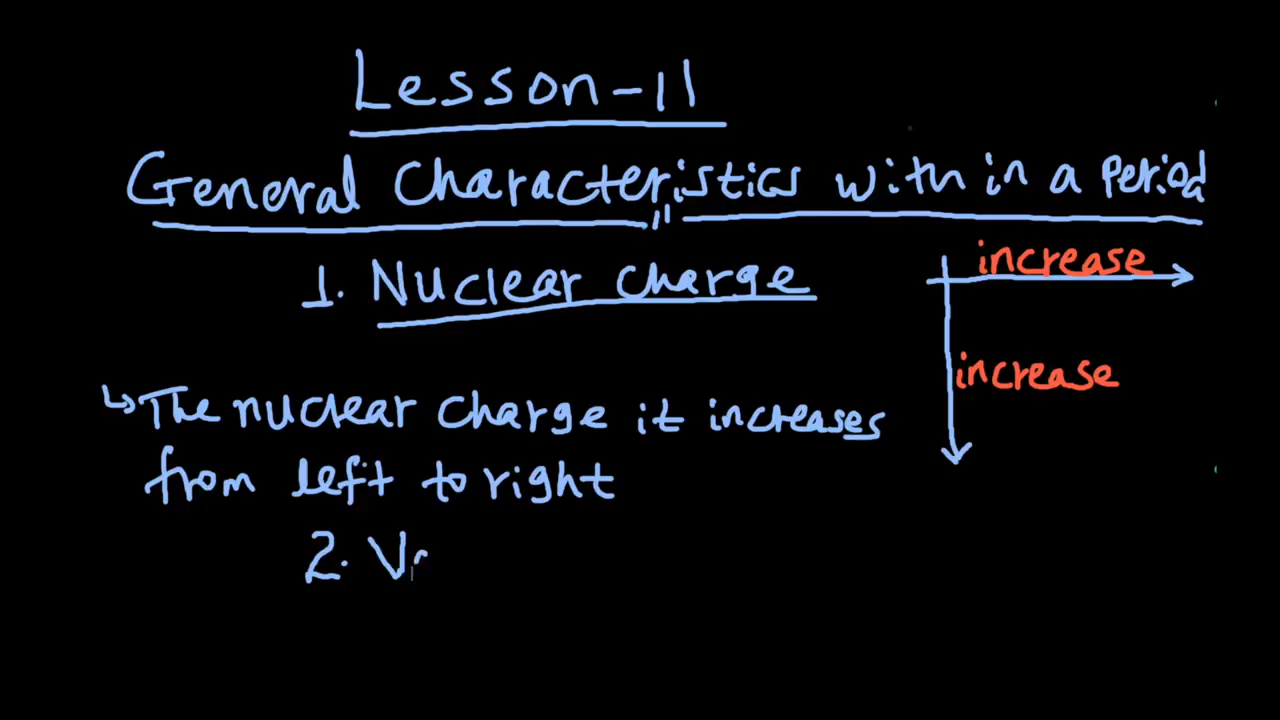 Lesson-11
General Characteristics with in a Period
1. Nuclear Charge
increase
increase
↳ The nuclear charge it increases
from left to right
2.